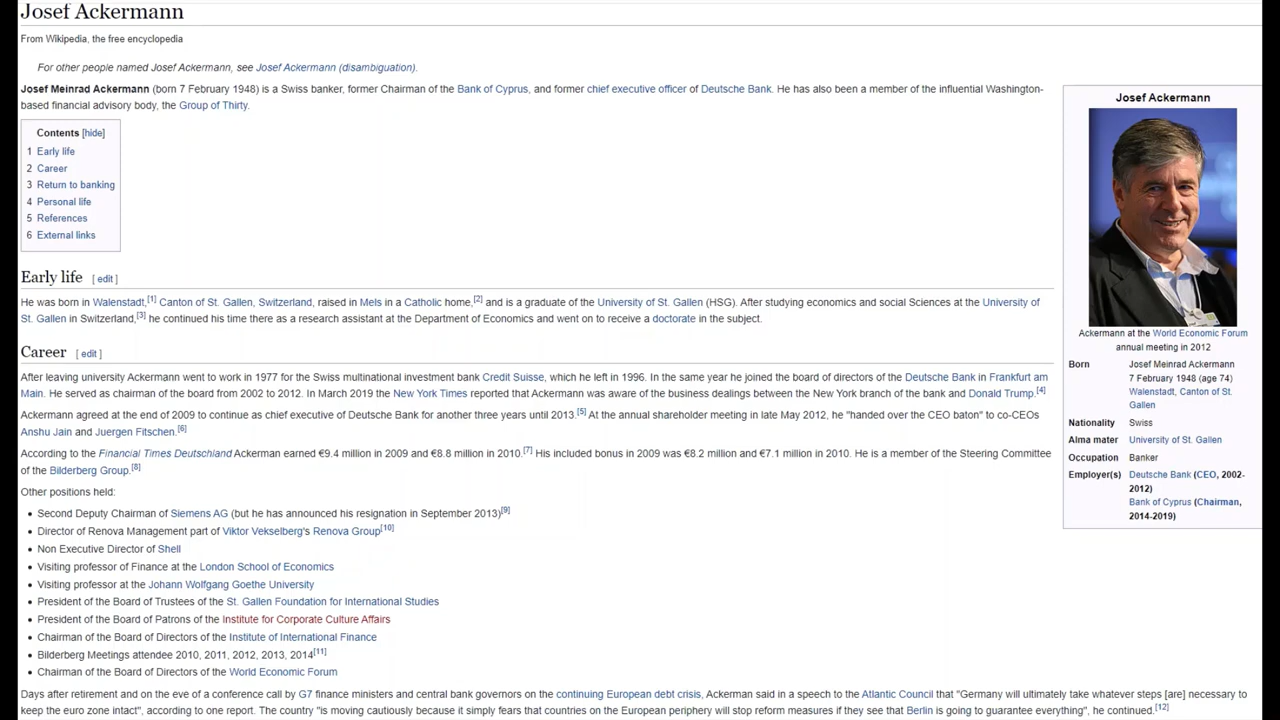 Josef Ackermann
From Wikipedia, the free encyclopedia
For other people named Josef Ackermann, see Josef Ackermann (disambiguation).
Josef Meinrad Ackermann (born 7 February 1948) is a Swiss banker, former Chairman of the Bank of Cyprus, and former chief executive officer of Deutsche Bank. He has also been a member of the influential Washington-
based financial advisory body, the Group of Thirty.
Contents [hide]
1 Early life
2 Career
3 Return to banking
4 Personal life
5 References
6 External links
Josef Ackermann
Ackermann at the World Economic Forum
annual meeting in 2012
Born Josef Meinrad Ackermann
7 February 1948 (age 74)
Walenstadt, Canton of St.
Gallen
Nationality Swiss
Alma mater University of St. Gallen
Occupation Banker
Employer(s) Deutsche Bank (CEO, 2002-
2012)
Bank of Cyprus (Chairman,
2014-2019)
Early life [ edit ]
He was born in Walenstadt,[1] Canton of St. Gallen, Switzerland, raised in Mels in a Catholic home,[2] and is a graduate of the University of St. Gallen (HSG). After studying economics and social Sciences at the University of
St. Gallen in Switzerland,[3] he continued his time there as a research assistant at the Department of Economics and went on to receive a doctorate in the subject.
Career [ edit ]
After leaving university Ackermann went to work in 1977 for the Swiss multinational investment bank Credit Suisse, which he left in 1996. In the same year he joined the board of directors of the Deutsche Bank in Frankfurt am
Main. He served as chairman of the board from 2002 to 2012. In March 2019 the New York Times reported that Ackermann was aware of the business dealings between the New York branch of the bank and Donald Trump.[4]
Ackermann agreed at the end of 2009 to continue as chief executive of Deutsche Bank for another three years until 2013.[5] At the annual shareholder meeting in late May 2012, he "handed over the CEO baton" to co-CEOs
Anshu Jain and Juergen Fitschen.[6]
According to the Financial Times Deutschland Ackerman earned €9.4 million in 2009 and €8.8 million in 2010.[7] His included bonus in 2009 was €8.2 million and €7.1 million in 2010. He is a member of the Steering Committee
of the Bilderberg Group.[8]
Other positions held:
• Second Deputy Chairman of Siemens AG (but he has announced his resignation in September 2013)[9]
• Director of Renova Management part of Viktor Vekselberg's Renova Group[10]
• Non Executive Director of Shell
• Visiting professor of Finance at the London School of Economics
• Visiting professor at the Johann Wolfgang Goethe University
• President of the Board of Trustees of the St. Gallen Foundation for International Studies
• President of the Board of Patrons of the Institute for Corporate Culture Affairs
• Chairman of the Board of Directors of the Institute of International Finance
• Bilderberg Meetings attendee 2010, 2011, 2012, 2013, 2014[11]
• Chairman of the Board of Directors of the World Economic Forum
Days after retirement and on the eve of a conference call by G7 finance ministers and central bank governors on the continuing European debt crisis, Ackerman said in a speech to the Atlantic Council that "Germany will ultimately take whatever steps [are] necessary to
keep the euro zone intact", according to one report. The country "is moving cautiously because it simply fears that countries on the European periphery will stop reform measures if they see that Berlin is going to guarantee everything", he continued.[12]